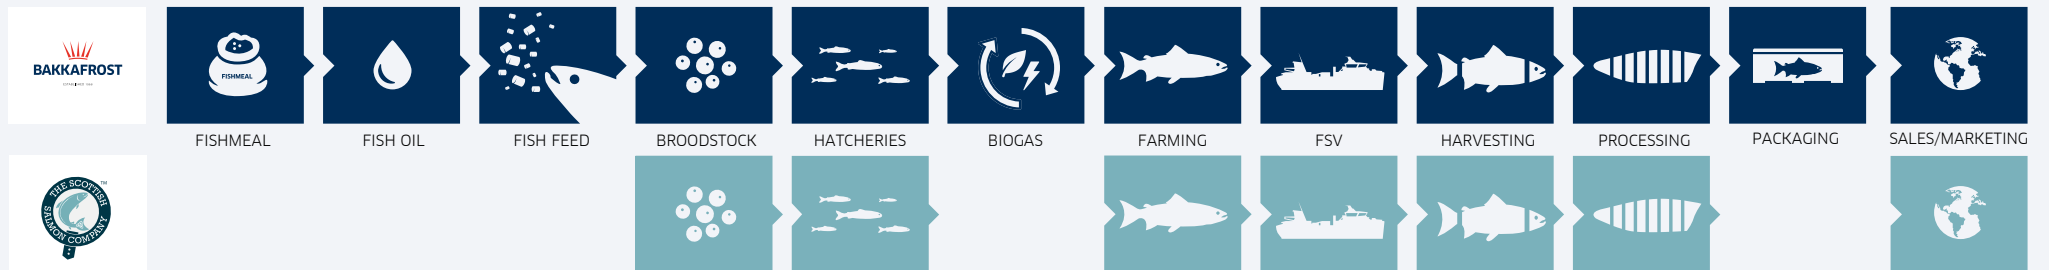 BAKKAFROST
FISHMEAL
FISHMEAL
FISH OIL
FISH FEED
BROODSTOCK
HATCHERIES
BIOGAS
FARMING
FSV
HARVESTING
PROCESSING
PACKAGING
SALES/MARKETING
THE SCOTTISH
SALMON COMPANY
TM